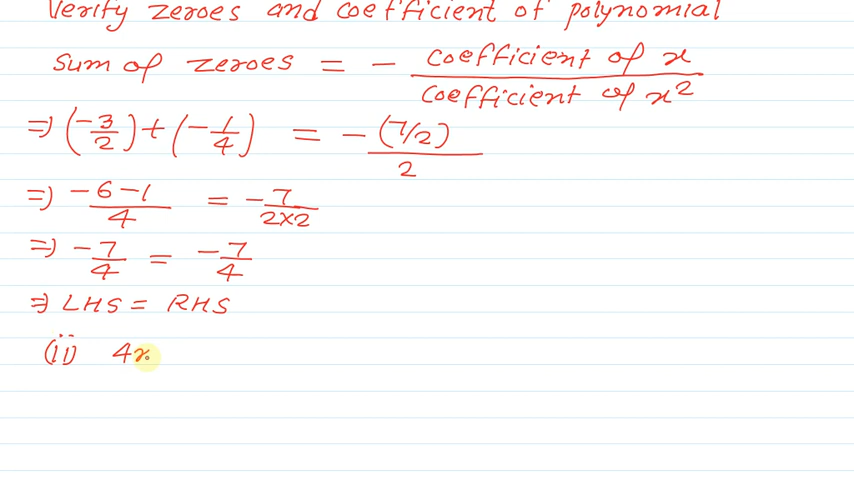 Verify zeroes and coefficient of polynomial
Sum of zeroes = - coefficient of x / coefficient of x²
⇒ (-3/2) + (-1/4) = - (7/2) / 2
⇒ -6-1 / 4 = - 7 / 2×2
⇒ -7/4 = -7/4
⇒ LHS = RHS
(ii) 4x